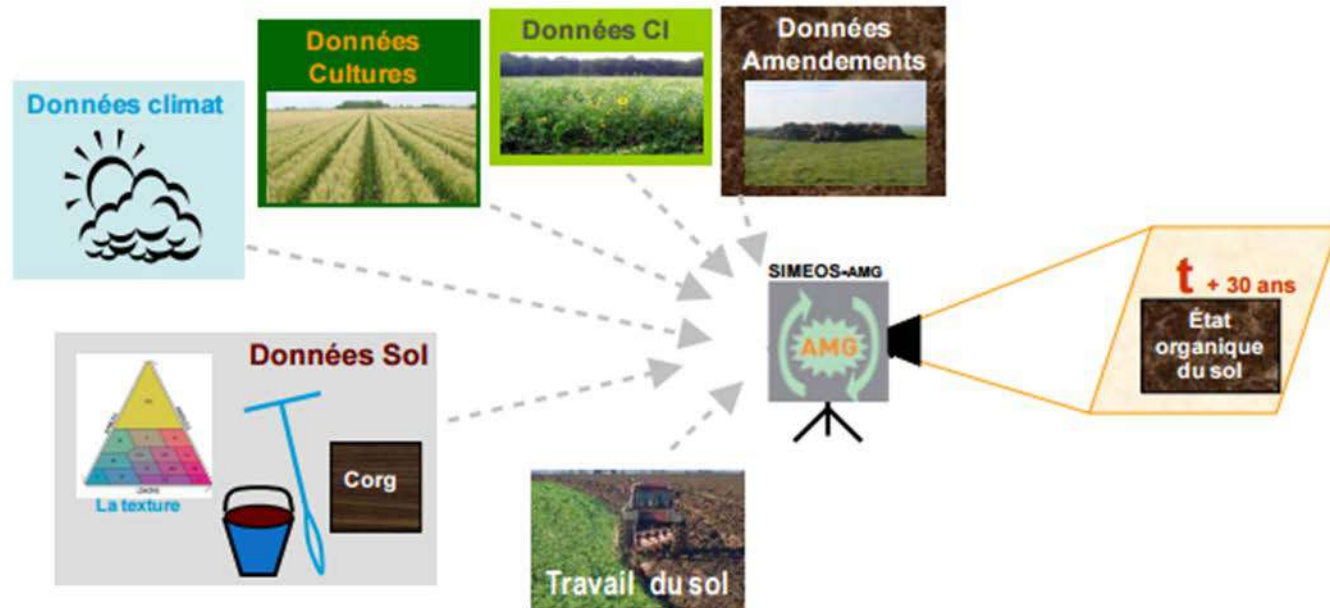 Données climat
Données
Cultures
Données CI
Données
Amendements
SIMEOS-AMG
AMG
t + 30 ans
État
organique
du sol
Données Sol
La texture
Corg
Travail du sol